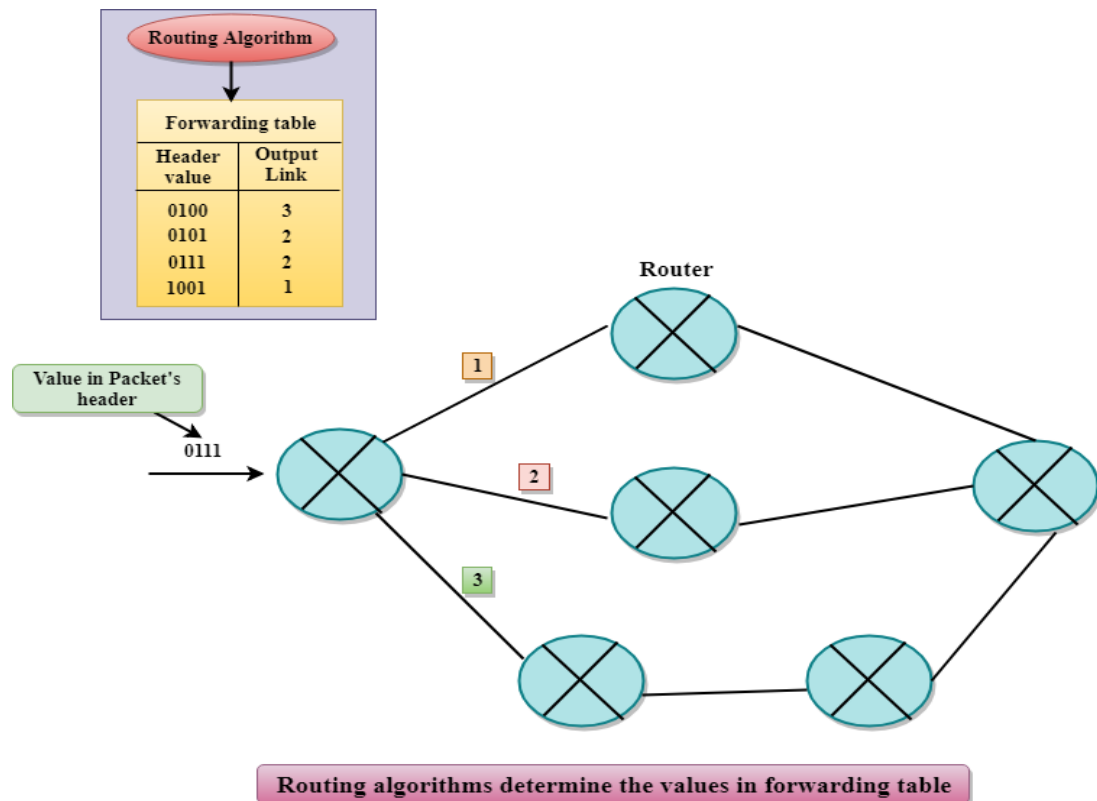 Routing Algorithm
Forwarding table
Header value
Output Link
0100 3
0101 2
0111 2
1001 1
Router
1
Value in Packet's
header
0111
2
3
Routing algorithms determine the values in forwarding table